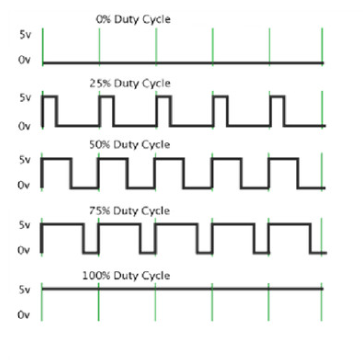 0% Duty Cycle
5v
0v
25% Duty Cycle
5v
0v
50% Duty Cycle
5v
0v
75% Duty Cycle
5v
0v
100% Duty Cycle
5v
0v